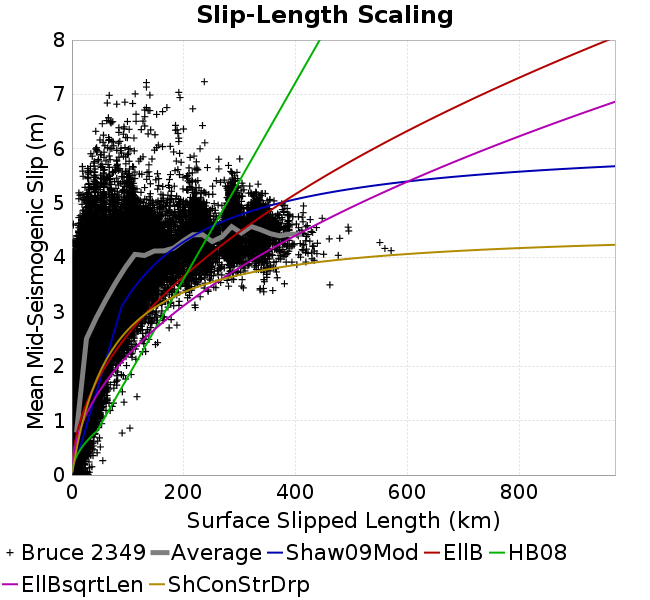 Slip-Length Scaling
Mean Mid-Seismogenic Slip (m)
8
7
6
5
4
3
2
1
0
0 200 400 600 800
Surface Slipped Length (km)
Bruce 2349 Average Shaw09Mod EllB HB08
EllBsqrtLen ShConStrDrp